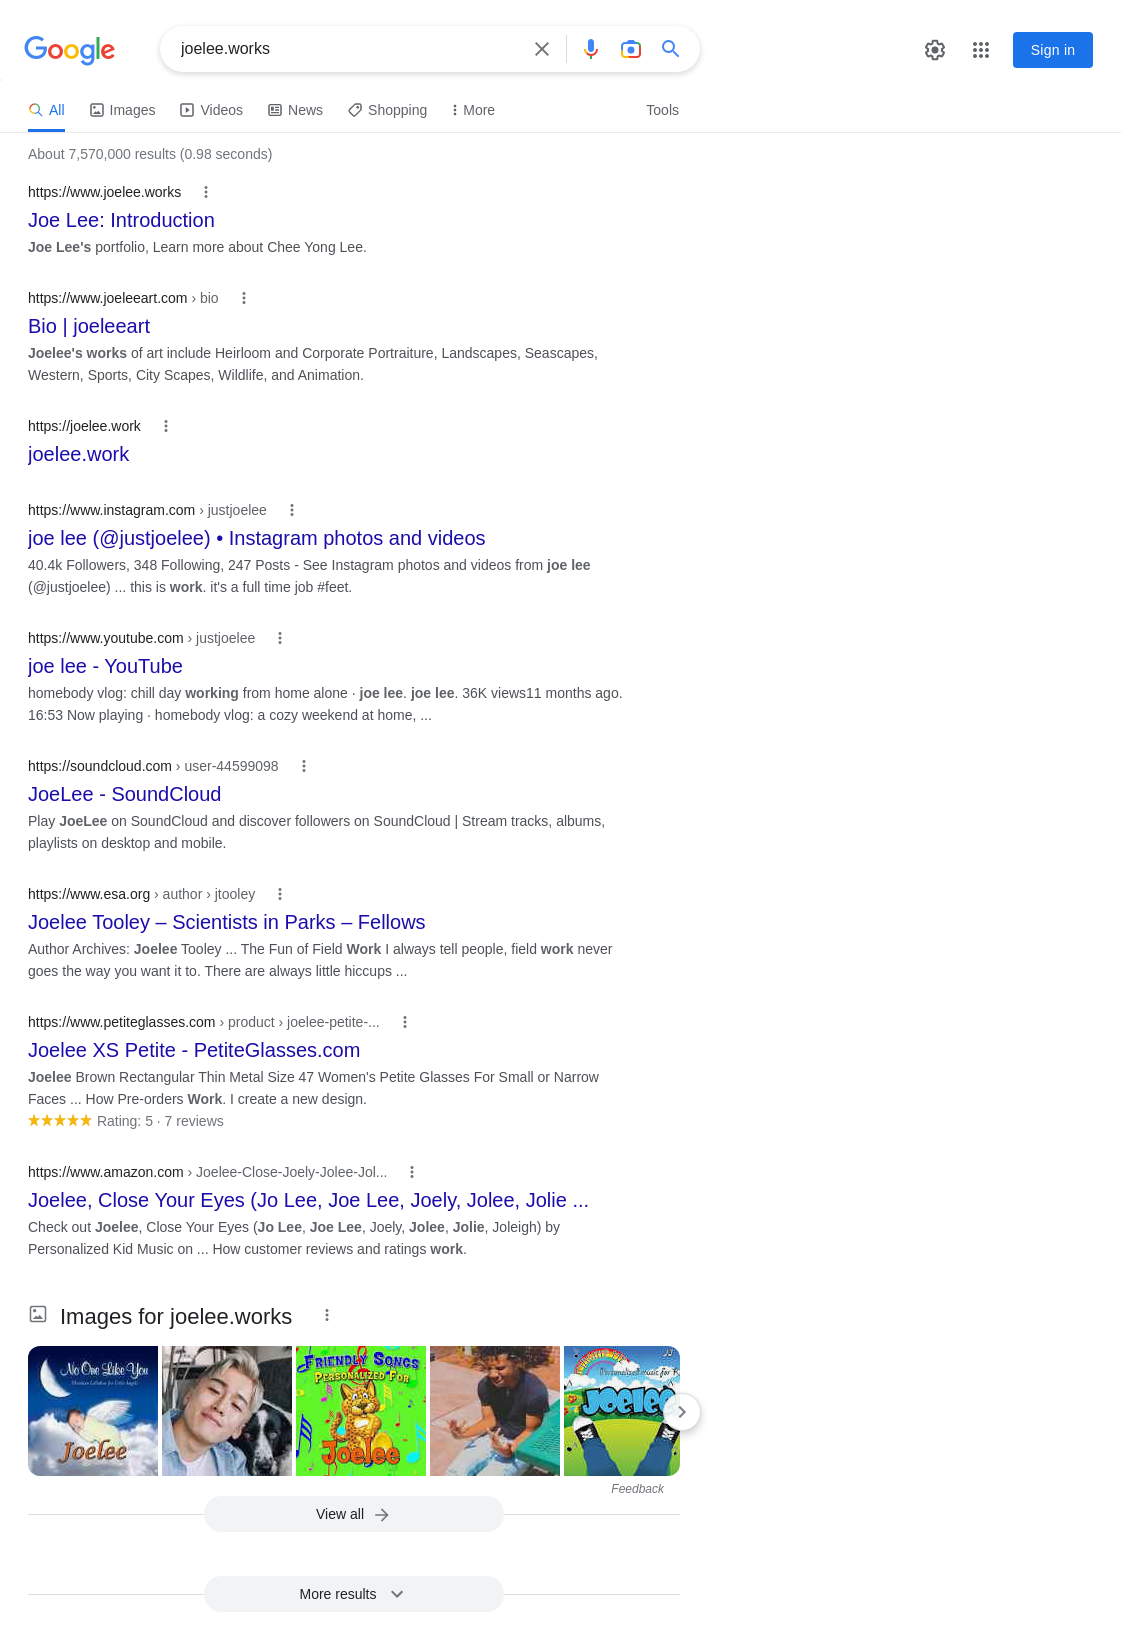 Google
joelee.works
Sign in
All
Images
Videos
News
Shopping
More
Tools
About 7,570,000 results (0.98 seconds)
https://www.joelee.works
Joe Lee: Introduction
Joe Lee's portfolio, Learn more about Chee Yong Lee.
https://www.joeleeart.com › bio
Bio | joeleeart
Joelee's works of art include Heirloom and Corporate Portraiture, Landscapes, Seascapes,
Western, Sports, City Scapes, Wildlife, and Animation.
https://joelee.work
joelee.work
https://www.instagram.com › justjoelee
joe lee (@justjoelee) • Instagram photos and videos
40.4k Followers, 348 Following, 247 Posts - See Instagram photos and videos from joe lee
(@justjoelee) ... this is work. it's a full time job #feet.
https://www.youtube.com › justjoelee
joe lee - YouTube
homebody vlog: chill day working from home alone · joe lee. joe lee. 36K views11 months ago.
16:53 Now playing · homebody vlog: a cozy weekend at home, ...
https://soundcloud.com › user-44599098
JoeLee - SoundCloud
Play JoeLee on SoundCloud and discover followers on SoundCloud | Stream tracks, albums,
playlists on desktop and mobile.
https://www.esa.org › author › jtooley
Joelee Tooley – Scientists in Parks – Fellows
Author Archives: Joelee Tooley ... The Fun of Field Work I always tell people, field work never
goes the way you want it to. There are always little hiccups ...
https://www.petiteglasses.com › product › joelee-petite-...
Joelee XS Petite - PetiteGlasses.com
Joelee Brown Rectangular Thin Metal Size 47 Women's Petite Glasses For Small or Narrow
Faces ... How Pre-orders Work. I create a new design.
Rating: 5 · 7 reviews
https://www.amazon.com › Joelee-Close-Joely-Jolee-Jol...
Joelee, Close Your Eyes (Jo Lee, Joe Lee, Joely, Jolee, Jolie ...
Check out Joelee, Close Your Eyes (Jo Lee, Joe Lee, Joely, Jolee, Jolie, Joleigh) by
Personalized Kid Music on ... How customer reviews and ratings work.
Images for joelee.works
No One Like You
Christian Lullabies for Little Angels
Joelee
FRIENDLY SONGS
PERSONALIZED FOR
Joelee
Personalized music for
Joelee
Feedback
View all
More results